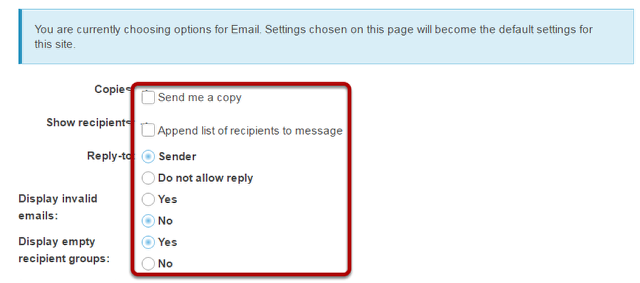 You are currently choosing options for Email. Settings chosen on this page will become the default settings for
this site.
Copies
Send me a copy
Show recipients
Append list of recipients to message
Reply-to:
Sender
Do not allow reply
Display invalid
emails:
Yes
No
Display empty
recipient groups:
Yes
No